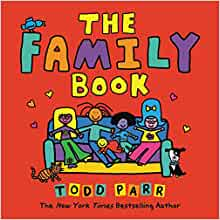 THE
FAMILY
BOOK
TODD PARR
The New York Times Bestselling Author